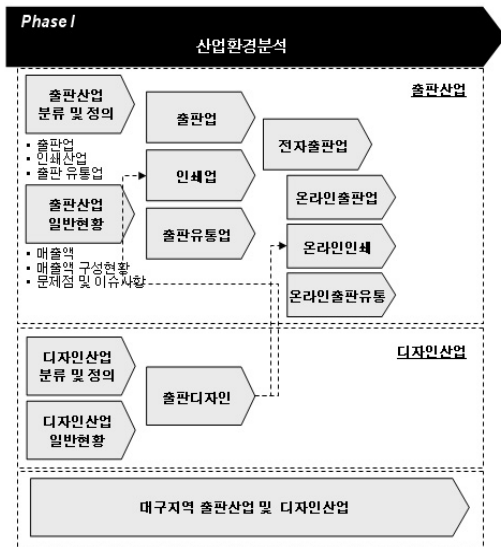 Phase I
산업환경분석
출판산업
출판산업
분류 및 정의
▪ 출판업
▪ 인쇄산업
▪ 출판 유통업
출판산업
일반현황
▪ 매출액
▪ 매출액 구성현황
▪ 문제점 및 이슈사항
출판업
인쇄업
출판유통업
전자출판업
온라인출판업
온라인인쇄
온라인출판유통
디자인산업
디자인산업
분류 및 정의
디자인산업
일반현황
출판디자인
대구지역 출판산업 및 디자인산업